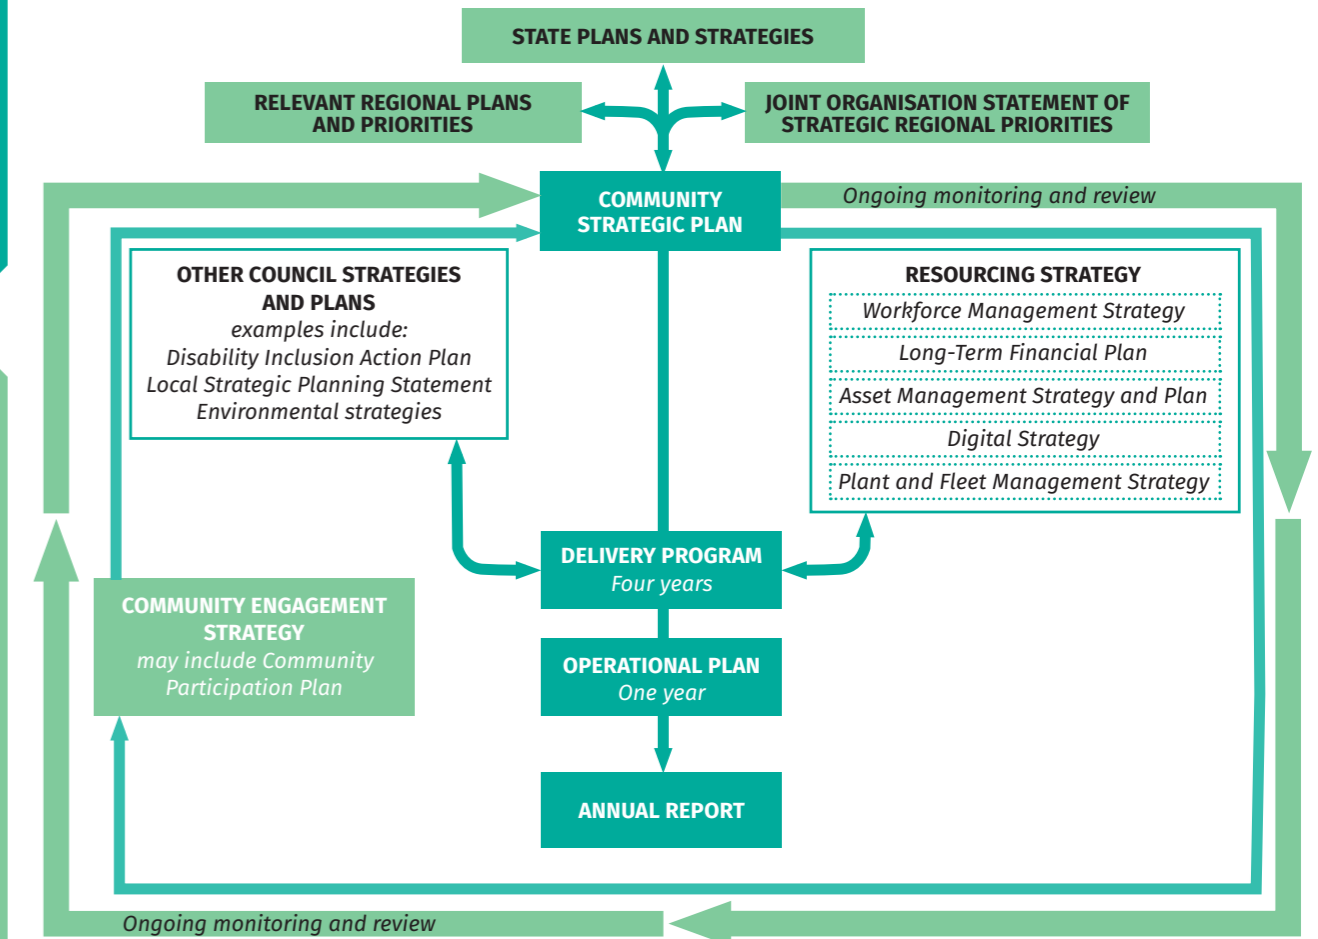 STATE PLANS AND STRATEGIES
RELEVANT REGIONAL PLANS
AND PRIORITIES
JOINT ORGANISATION STATEMENT OF
STRATEGIC REGIONAL PRIORITIES
COMMUNITY
STRATEGIC PLAN
Ongoing monitoring and review
OTHER COUNCIL STRATEGIES
AND PLANS
examples include:
Disability Inclusion Action Plan
Local Strategic Planning Statement
Environmental strategies
RESOURCING STRATEGY
Workforce Management Strategy
Long-Term Financial Plan
Asset Management Strategy and Plan
Digital Strategy
Plant and Fleet Management Strategy
DELIVERY PROGRAM
Four years
COMMUNITY ENGAGEMENT
STRATEGY
may include Community
Participation Plan
OPERATIONAL PLAN
One year
ANNUAL REPORT
Ongoing monitoring and review